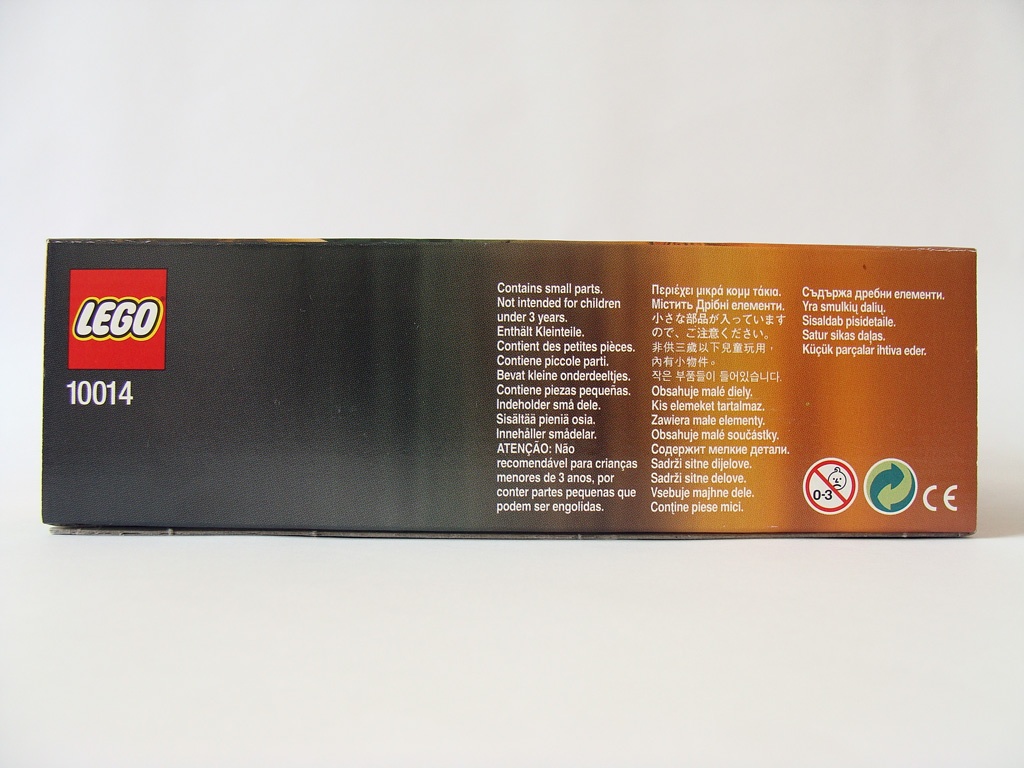 LEGO
10014
Contains small parts.
Not intended for children
under 3 years.
Enthält Kleinteile.
Contient des petites pièces.
Contiene piccole parti.
Bevat kleine onderdeeltjes.
Contiene piezas pequeñas.
Indeholder små dele.
Sisältää pieniä osia.
Innehåller smådelar.
ATENÇÃO: Não
recomendável para crianças
menores de 3 anos, por
conter partes pequenas que
podem ser engolidas.
Περιέχει μικρά κομμ τάκια.
Мiстить Дрiбнi елементи.
小さな部品が入っています
ので、ご注意ください。
非供三歲以下兒童玩用，
內有小物件。
작은 부품들이 들어있습니다.
Obsahuje malé diely.
Kis elemeket tartalmaz.
Zawiera małe elementy.
Obsahuje malé součástky.
Содержит мелкие детали.
Sadrži sitne dijelove.
Sadrži sitne delove.
Vsebuje majhne dele.
Conţine piese mici.
Съдържа дребни елементи.
Yra smulkių dalių.
Sisaldab pisidetaile.
Satur sīkas daļas.
Küçük parçalar ihtiva eder.
0-3
CE